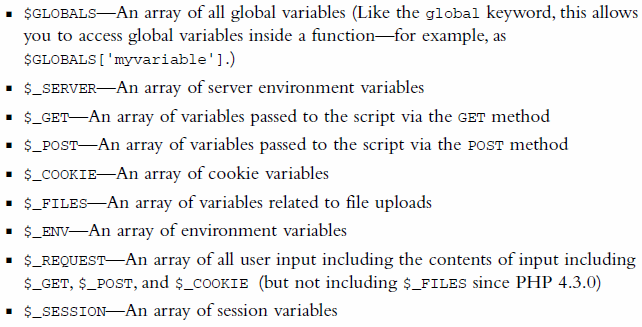 ▪ $GLOBALS—An array of all global variables (Like the global keyword, this allows
you to access global variables inside a function—for example, as
$GLOBALS['myvariable'].)
▪ $_SERVER—An array of server environment variables
▪ $_GET—An array of variables passed to the script via the GET method
▪ $_POST—An array of variables passed to the script via the POST method
▪ $_COOKIE—An array of cookie variables
▪ $_FILES—An array of variables related to file uploads
▪ $_ENV—An array of environment variables
▪ $_REQUEST—An array of all user input including the contents of input including
$_GET, $_POST, and $_COOKIE (but not including $_FILES since PHP 4.3.0)
▪ $_SESSION—An array of session variables